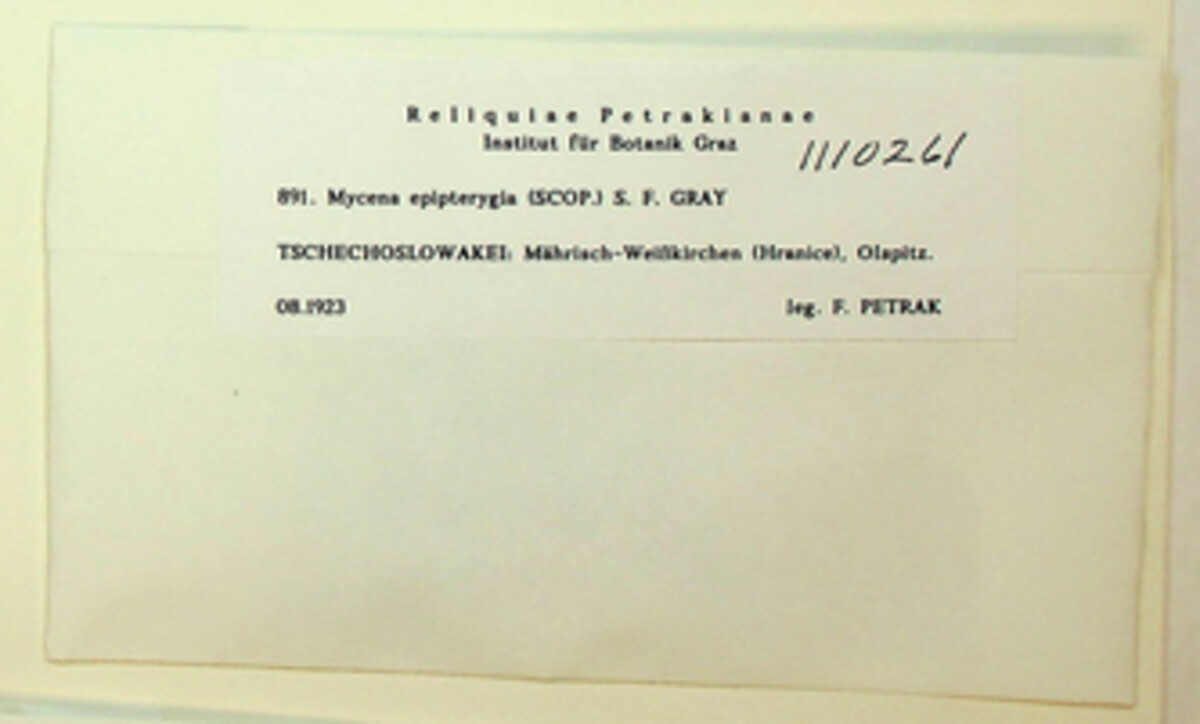 Reliquiae Petrakianae
Institut für Botanik Graz
1110261
891. Mycena epipterygia (SCOP.) S. F. GRAY
TSCHECHOSLOWAKEI: Mährisch-Weißkirchen (Hranice), Olspitz.
08.1923 leg. F. PETRAK